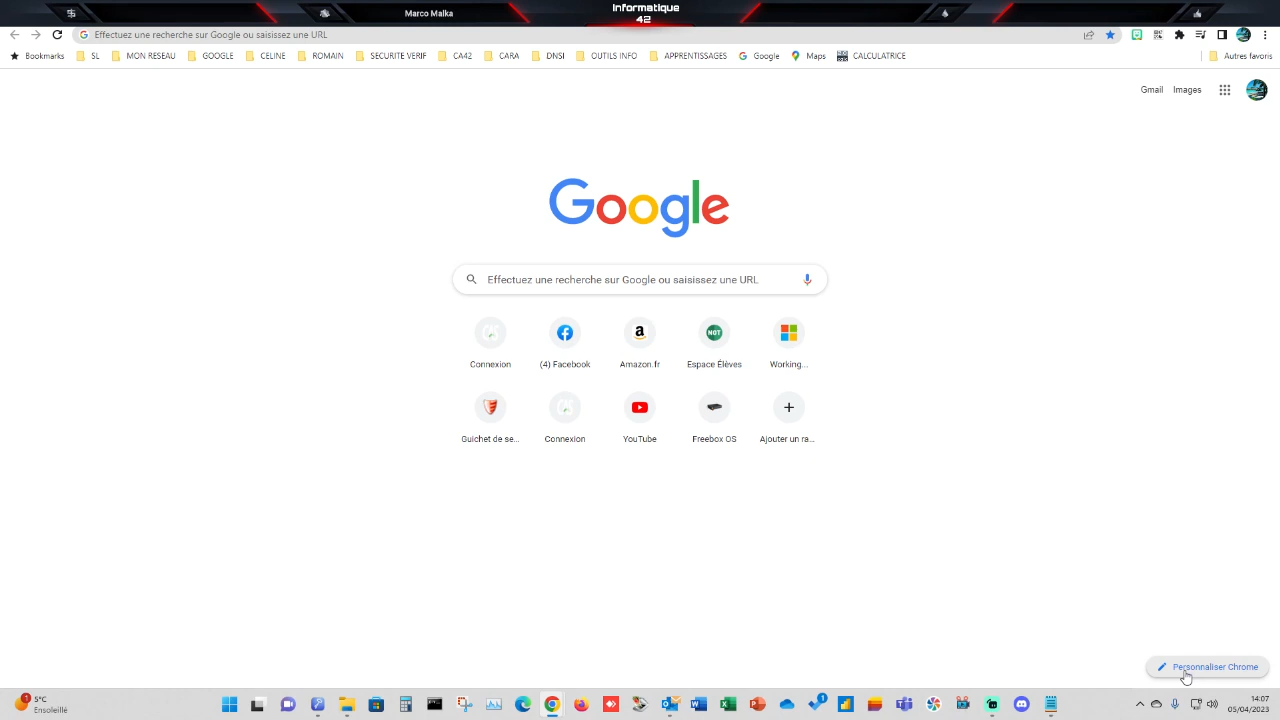 Informatique
42
Marco Malka
Effectuez une recherche sur Google ou saisissez une URL
Bookmarks SL MON RESEAU GOOGLE CELINE ROMAIN SECURITE VERIF CA42 CARA DNSI OUTILS INFO APPRENTISSAGES Google Maps CALCULATRICE Autres favoris
Gmail Images
Google
Effectuez une recherche sur Google ou saisissez une URL
a NOT
Connexion (4) Facebook Amazon.fr Espace Élèves Working...
Guichet de se... Connexion YouTube Freebox OS Ajouter un ra...
Personnaliser Chrome
1 5°C
Ensoleillé
1
14:07
05/04/2023